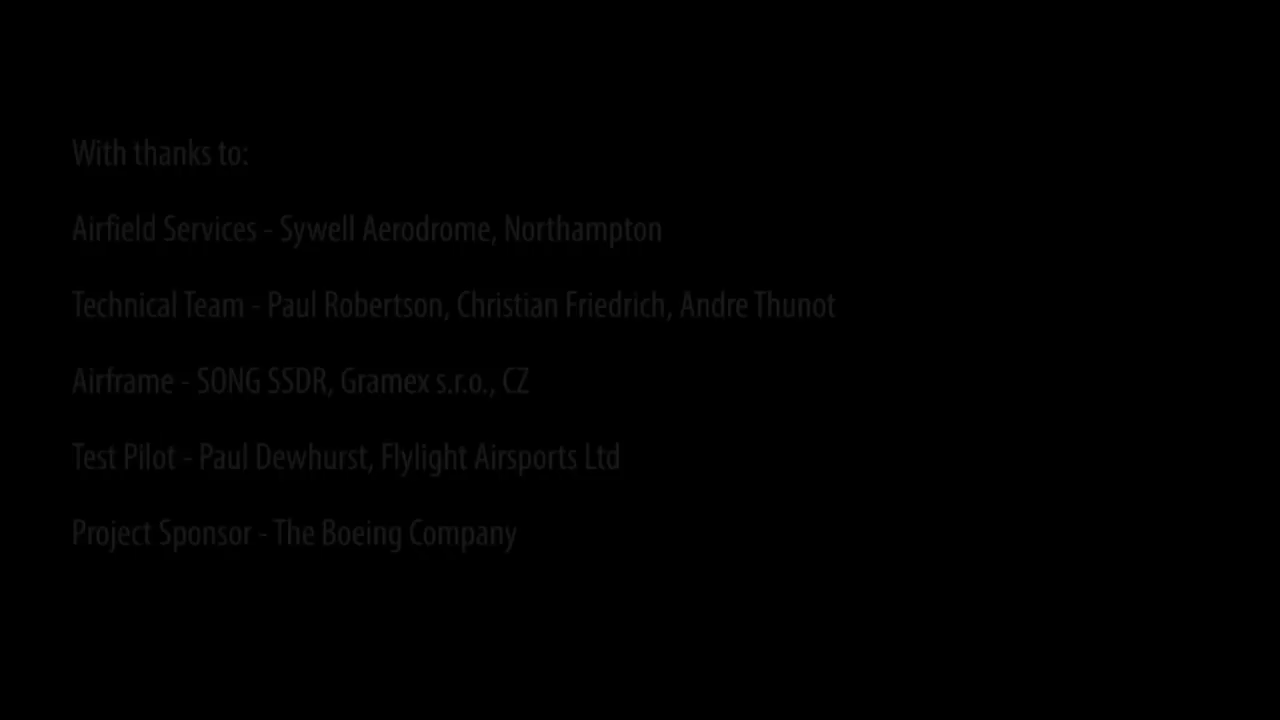 With thanks to:
Airfield Services - Sywell Aerodrome, Northampton
Technical Team - Paul Robertson, Christian Friedrich, Andre Thunot
Airframe - SONG SSDR, Gramex s.r.o., CZ
Test Pilot - Paul Dewhurst, Flylight Airsports Ltd
Project Sponsor - The Boeing Company